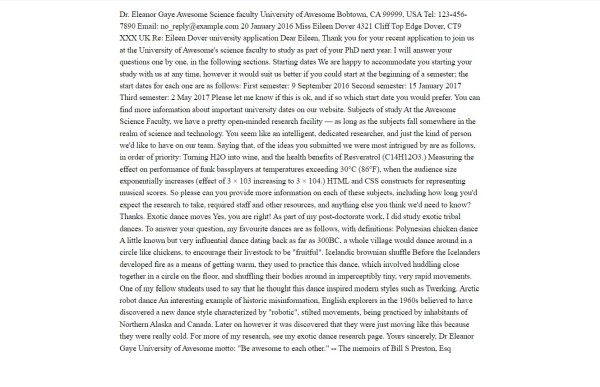 Dr. Eleanor Gaye Awesome Science faculty University of Awesome Bobtown, CA 99999, USA Tel: 123-456-
7890 Email: no_reply@example.com 20 January 2016 Miss Eileen Dover 4321 Cliff Top Edge Dover, CT9
XXX UK Re: Eileen Dover university application Dear Eileen, Thank you for your recent application to join us
at the University of Awesome's science faculty to study as part of your PhD next year. I will answer your
questions one by one, in the following sections. Starting dates We are happy to accommodate you starting your
study with us at any time, however it would suit us better if you could start at the beginning of a semester; the
start dates for each one are as follows: First semester: 9 September 2016 Second semester: 15 January 2017
Third semester: 2 May 2017 Please let me know if this is ok, and if so which start date you would prefer. You can
find more information about important university dates on our website. Subjects of study At the Awesome
Science Faculty, we have a pretty open-minded research facility — as long as the subjects fall somewhere in the
realm of science and technology. You seem like an intelligent, dedicated researcher, and just the kind of person
we'd like to have on our team. Saying that, of the ideas you submitted we were most intrigued by are as follows,
in order of priority: Turning H2O into wine, and the health benefits of Resveratrol (C14H12O3.) Measuring the
effect on performance of funk bassplayers at temperatures exceeding 30°C (86°F), when the audience size
exponentially increases (effect of 3 × 103 increasing to 3 × 104.) HTML and CSS constructs for representing
musical scores. So please can you provide more information on each of these subjects, including how long you'd
expect the research to take, required staff and other resources, and anything else you think we'd need to know?
Thanks. Exotic dance moves Yes, you are right! As part of my post-doctorate work, I did study exotic tribal
dances. To answer your question, my favourite dances are as follows, with definitions: Polynesian chicken dance
A little known but very influential dance dating back as far as 300BC, a whole village would dance around in a
circle like chickens, to encourage their livestock to be "fruitful". Icelandic brownian shuffle Before the Icelanders
developed fire as a means of getting warm, they used to practice this dance, which involved huddling close
together in a circle on the floor, and shuffling their bodies around in imperceptibly tiny, very rapid movements.
One of my fellow students used to say that he thought this dance inspired modern styles such as Twerking. Arctic
robot dance An interesting example of historic misinformation, English explorers in the 1960s believed to have
discovered a new dance style characterized by "robotic", stilted movements, being practiced by inhabitants of
Northern Alaska and Canada. Later on however it was discovered that they were just moving like this because
they were really cold. For more of my research, see my exotic dance research page. Yours sincerely, Dr Eleanor
Gaye University of Awesome motto: "Be awesome to each other." -- The memoirs of Bill S Preston, Esq